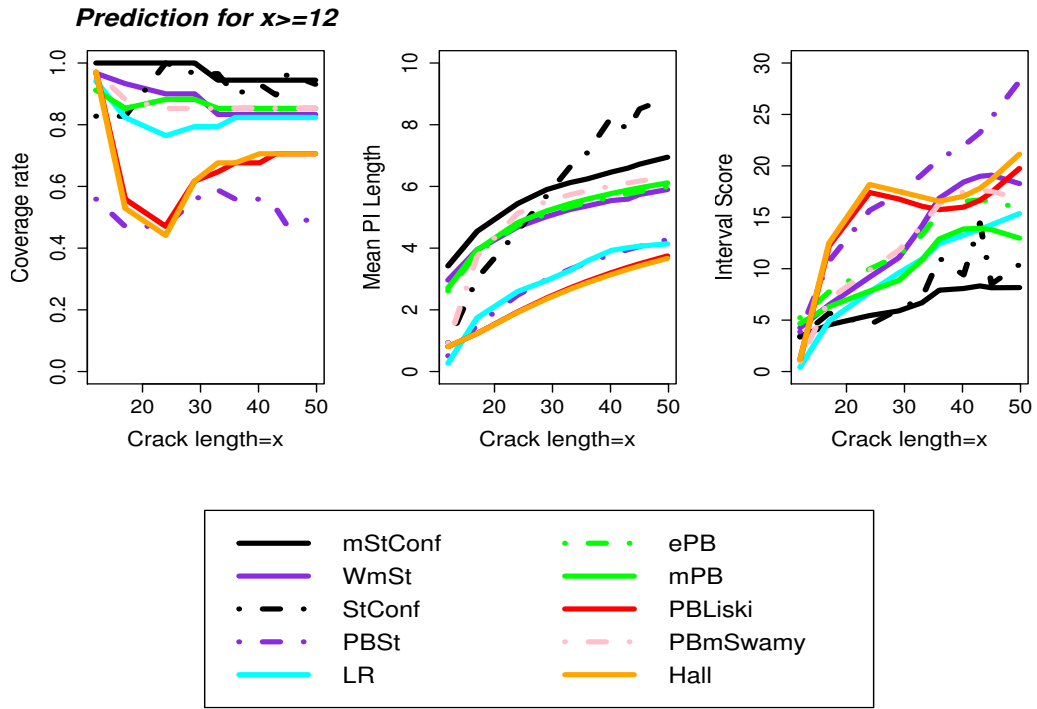 Prediction for x>=12
Coverage rate
0.0 0.2 0.4 0.6 0.8 1.0
20 30 40 50
Crack length=x
Mean PI Length
0 2 4 6 8 10
20 30 40 50
Crack length=x
Interval Score
0 5 10 15 20 25 30
20 30 40 50
Crack length=x
mStConf
WmSt
StConf
PBSt
LR
ePB
mPB
PBLiski
PBmSwamy
Hall